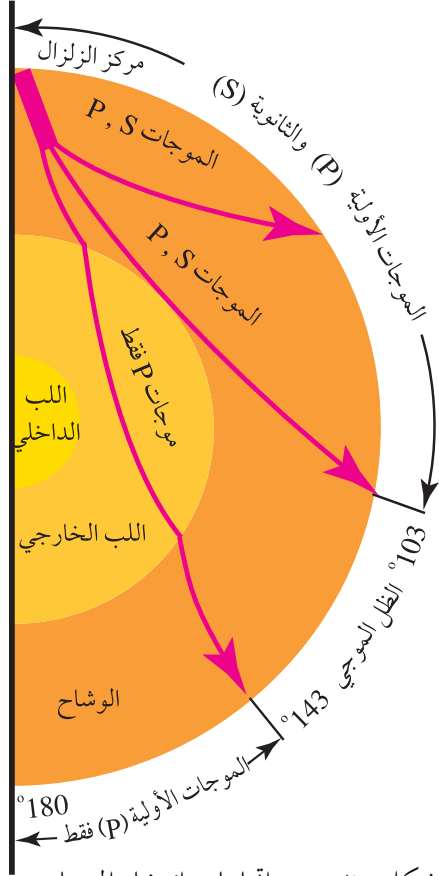 مركز الزلزال
الموجات الأولية (P) والثانوية (S)
الموجات P , S
الموجات P , S
موجات P فقط
اللب
الداخلي
اللب الخارجي
الوشاح
°103
الظل الموجي
°143
الموجات الأولية (P) فقط
°180